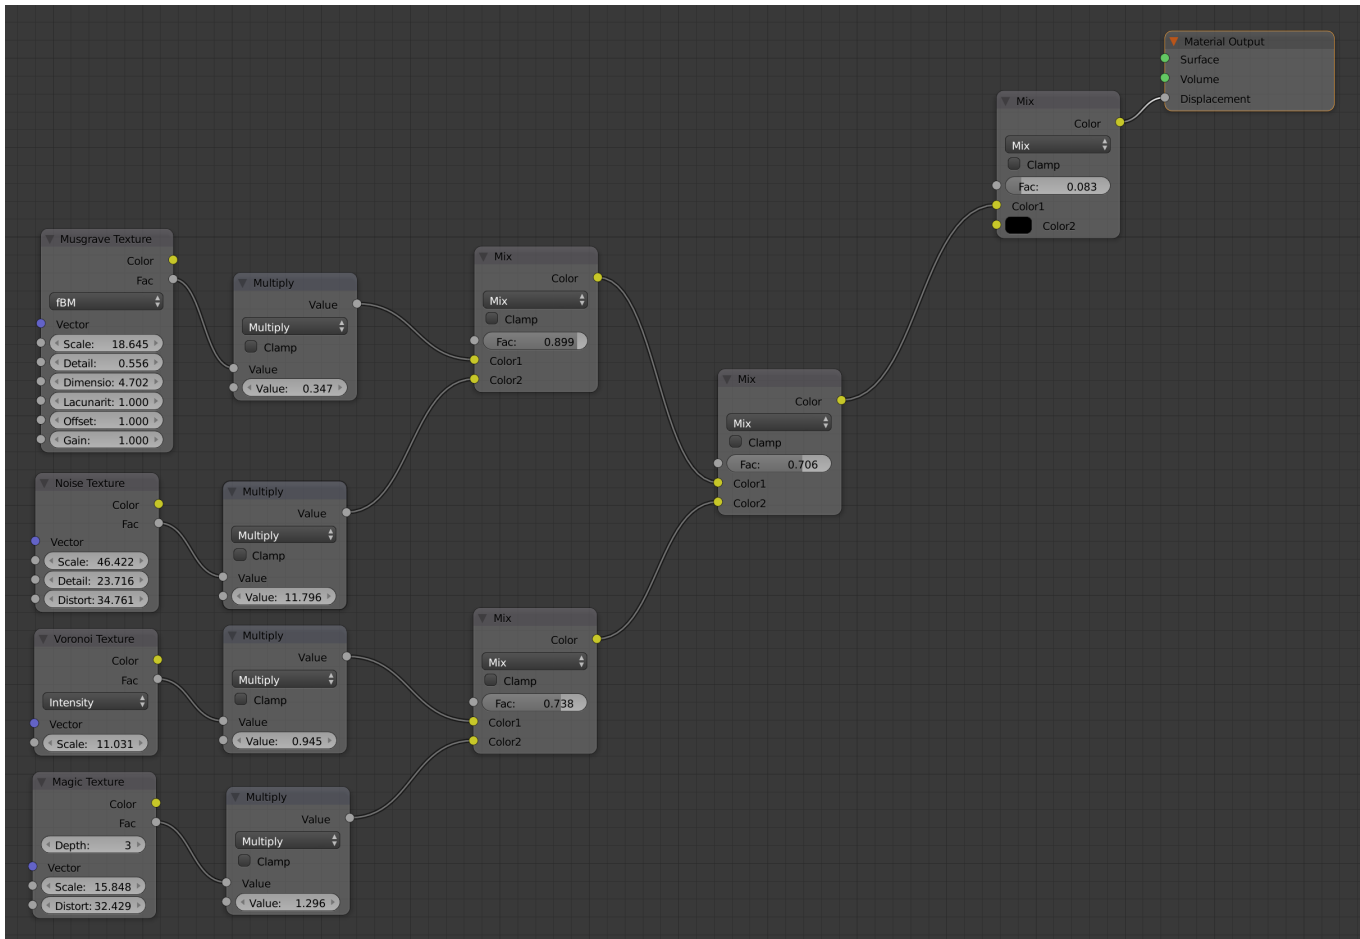 Material Output
Surface
Volume
Displacement
Mix
Color
Mix
Clamp
Fac: 0.083
Color1
Color2
Musgrave Texture
Color
Fac
fBM
Vector
Scale: 18.645
Detail: 0.556
Dimensio: 4.702
Lacunarit: 1.000
Offset: 1.000
Gain: 1.000
Multiply
Value
Multiply
Clamp
Value
Value: 0.347
Mix
Color
Mix
Clamp
Fac: 0.899
Color1
Color2
Mix
Color
Mix
Clamp
Fac: 0.706
Color1
Color2
Noise Texture
Color
Fac
Vector
Scale: 46.422
Detail: 23.716
Distort: 34.761
Multiply
Value
Multiply
Clamp
Value
Value: 11.796
Voronoi Texture
Color
Fac
Intensity
Vector
Scale: 11.031
Multiply
Value
Multiply
Clamp
Value
Value: 0.945
Mix
Color
Mix
Clamp
Fac: 0.738
Color1
Color2
Magic Texture
Color
Fac
Depth: 3
Vector
Scale: 15.848
Distort: 32.429
Multiply
Value
Multiply
Clamp
Value
Value: 1.296